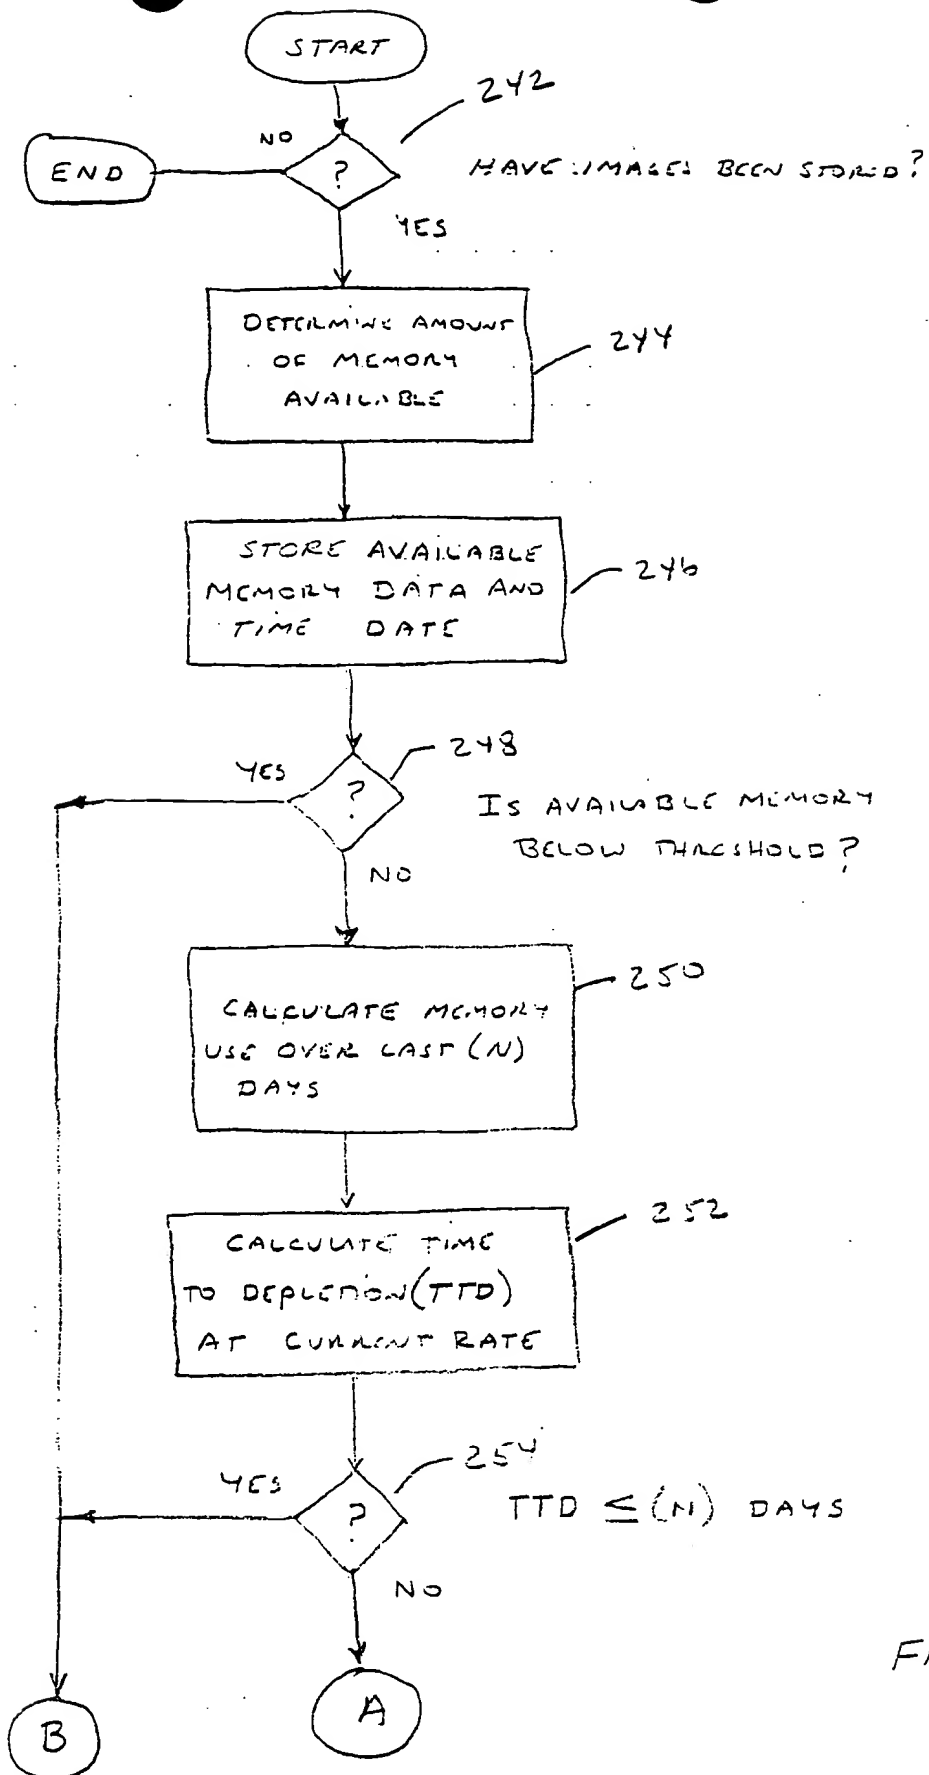 START
242
NO
END
?
HAVE IMAGES BEEN STORED?
YES
DETERMINE AMOUNT
OF MEMORY
AVAILABLE
244
STORE AVAILABLE
MEMORY DATA AND
TIME DATE
246
248
YES
?
IS AVAILABLE MEMORY
BELOW THRESHOLD?
NO
250
CALCULATE MEMORY
USE OVER LAST (N)
DAYS
252
CALCULATE TIME
TO DEPLETION (TTD)
AT CURRENT RATE
254
YES
?
TTD ≤ (N) DAYS
NO
A
B